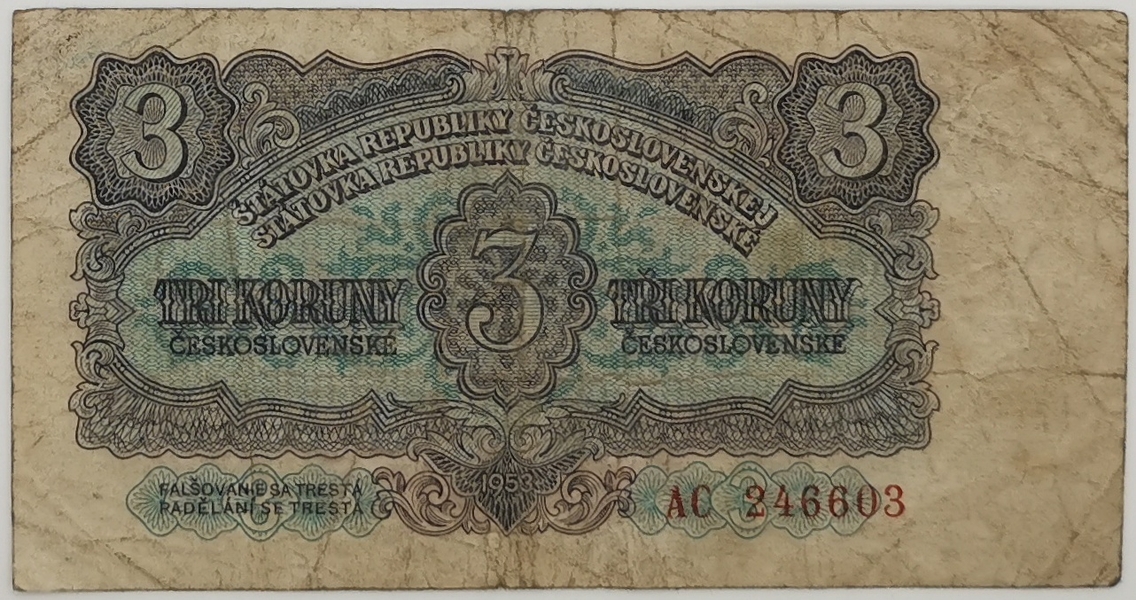 3
3
ŠTÁTOVKA REPUBLIKY ČESKOSLOVENSKEJ
STÁTOVKA REPUBLIKY ČESKOSLOVENSKÉ
3
TRI KORUNY
ČESKOSLOVENSKÉ
TŘI KORUNY
ČESKOSLOVENSKÉ
1953
FALŠOVANIE SA TRESTÁ
PADĚLÁNÍ SE TRESTÁ
AC 246603